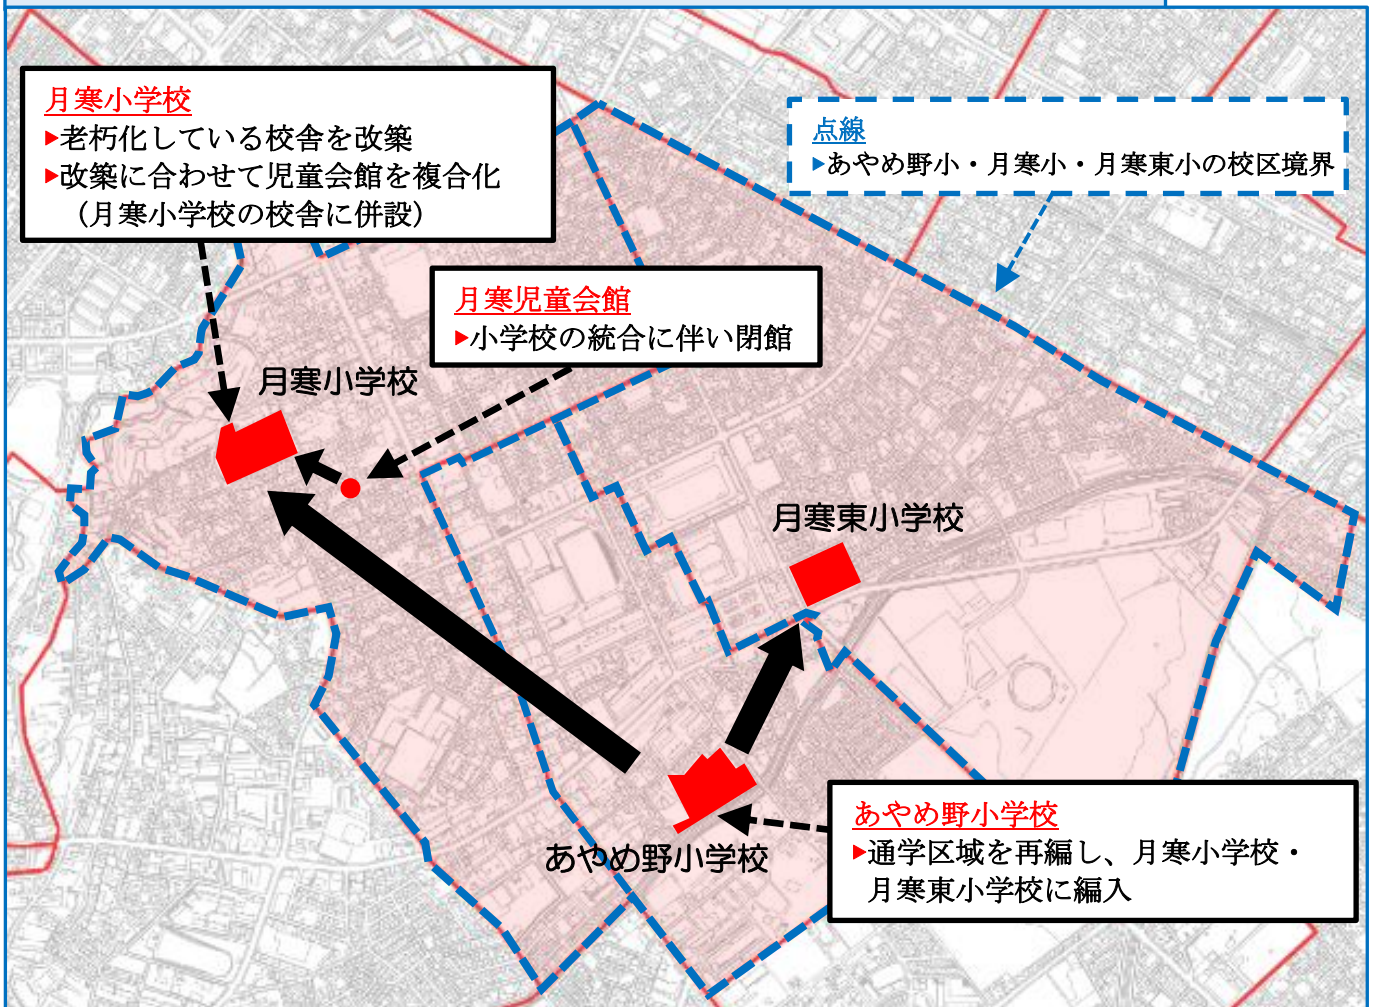 月寒小学校
▶老朽化している校舎を改築
▶改築に合わせて児童会館を複合化
（月寒小学校の校舎に併設）
点線
▶あやめ野小・月寒小・月寒東小の校区境界
月寒児童会館
▶小学校の統合に伴い閉館
月寒小学校
月寒東小学校
あやめ野小学校
あやめ野小学校
▶通学区域を再編し、月寒小学校・
月寒東小学校に編入